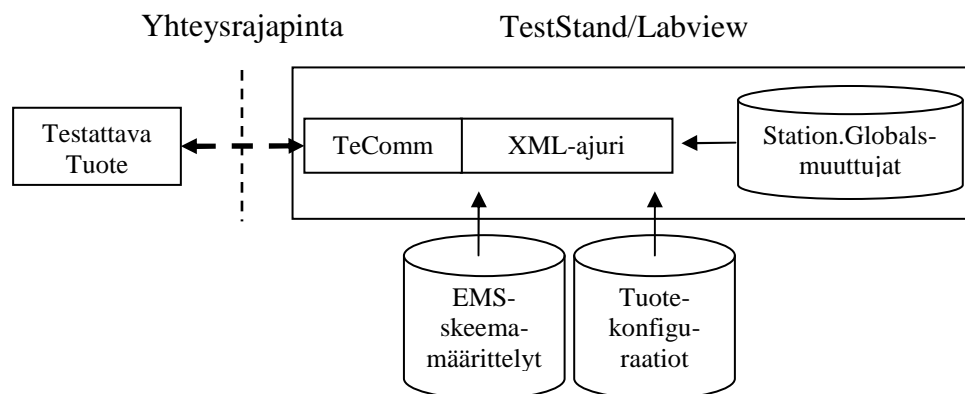 Yhteysrajapinta
TestStand/Labview
Testattava
Tuote
TeComm
XML-ajuri
Station.Globals-
muuttujat
EMS-
skeema-
määrittelyt
Tuote-
konfigu-
raatiot